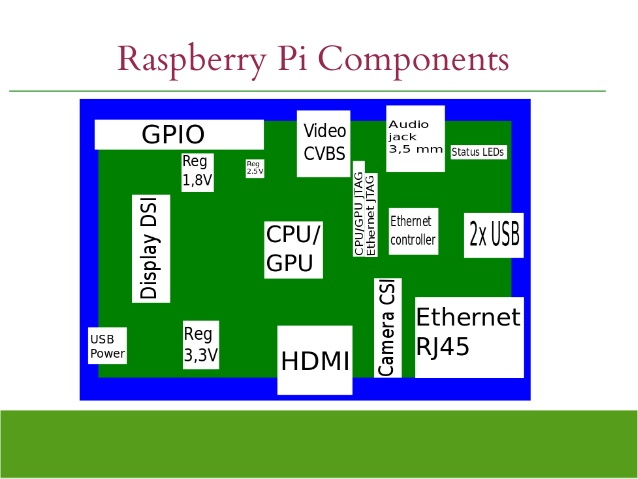 Raspberry Pi Components
GPIO
Video
CVBS
Audio
jack
3,5 mm
Status LEDs
Reg
1,8V
Reg
2,5V
CPU/GPU JTAG
Ethernet JTAG
Display DSI
CPU/
GPU
Ethernet
controller
2x USB
USB
Power
Reg
3,3V
HDMI
Camera CSI
Ethernet
RJ45